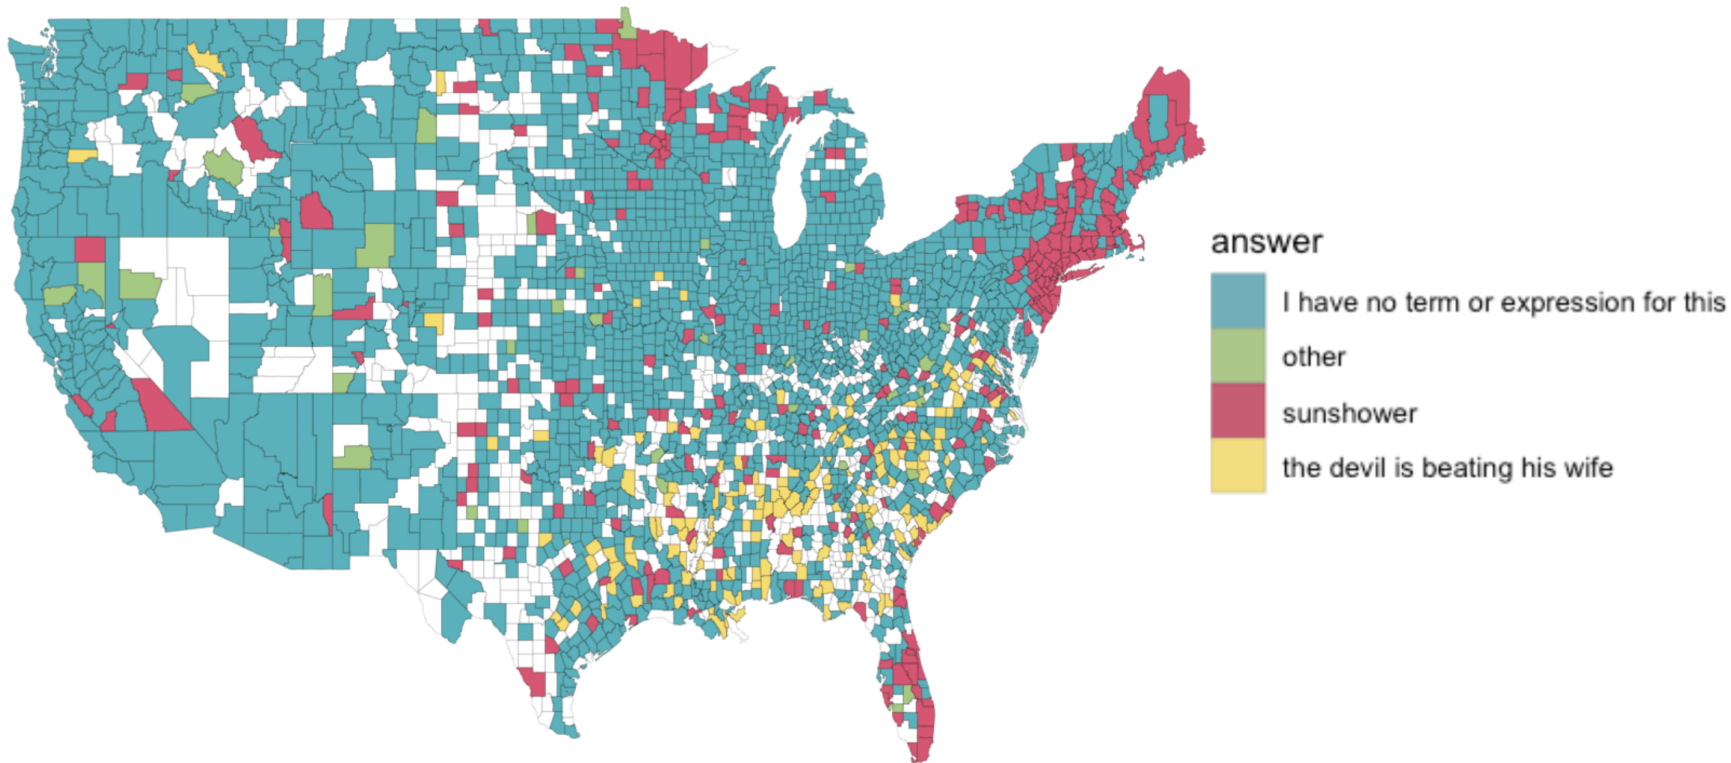 answer
I have no term or expression for this
other
sunshower
the devil is beating his wife